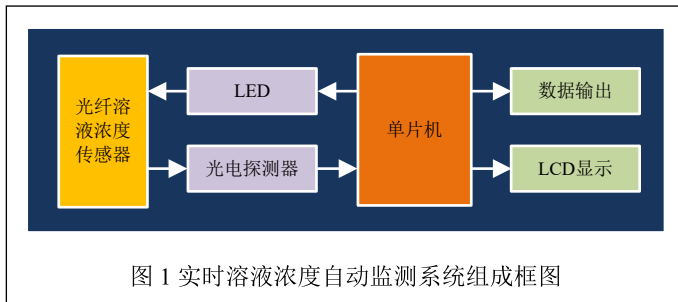 光纤溶
液浓度
传感器
LED
光电探测器
单片机
数据输出
LCD显示
图 1 实时溶液浓度自动监测系统组成框图